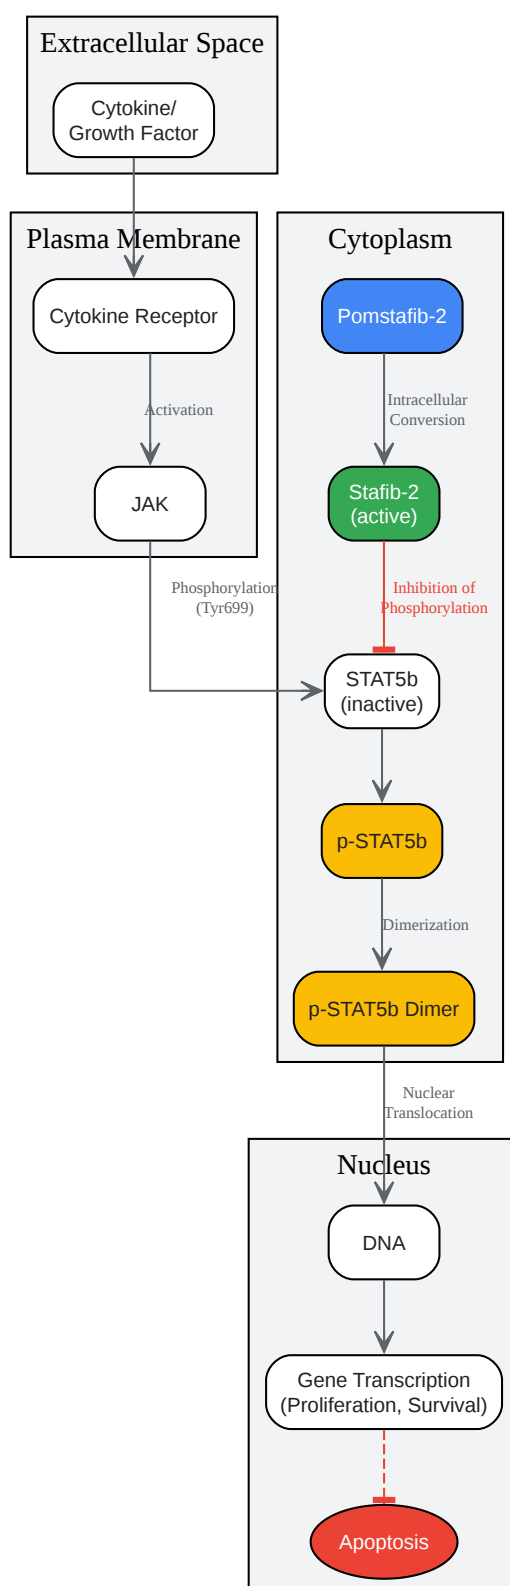 Extracellular Space
Cytokine/
Growth Factor
Plasma Membrane
Cytokine Receptor
Activation
JAK
Phosphorylation
(Tyr699)
Cytoplasm
Pomstafib-2
Intracellular
Conversion
Stafib-2
(active)
Inhibition of
Phosphorylation
STAT5b
(inactive)
p-STAT5b
Dimerization
p-STAT5b Dimer
Nuclear
Translocation
Nucleus
DNA
Gene Transcription
(Proliferation, Survival)
Apoptosis